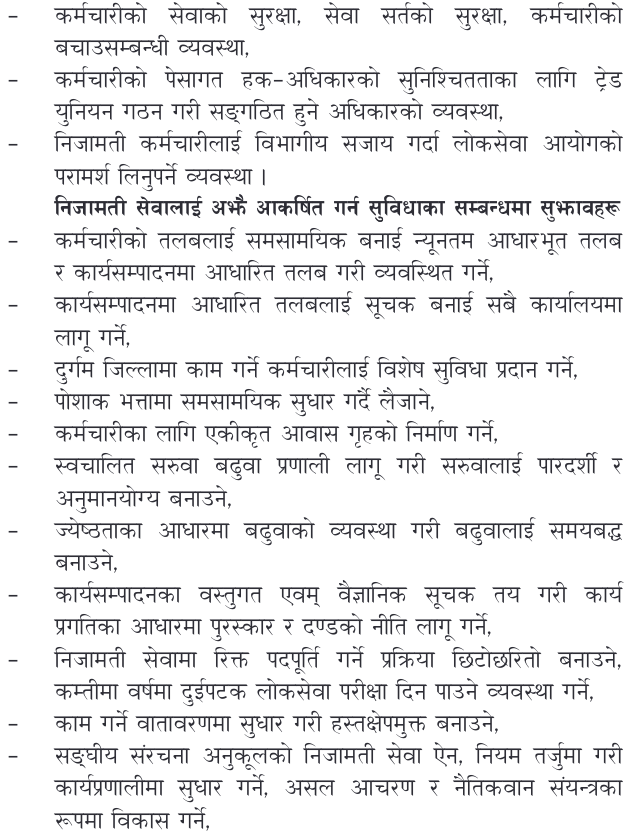 – कर्मचारीको सेवाको सुरक्षा, सेवा सर्तको सुरक्षा, कर्मचारीको
बचाउसम्बन्धी व्यवस्था,
– कर्मचारीको पेसागत हक–अधिकारको सुनिश्चितताका लागि ट्रेड
युनियन गठन गरी सङ्गठित हुने अधिकारको व्यवस्था,
– निजामती कर्मचारीलाई विभागीय सजाय गर्दा लोकसेवा आयोगको
परामर्श लिनुपर्ने व्यवस्था ।
निजामती सेवालाई अझै आकर्षित गर्न सुविधाका सम्बन्धमा सुझावहरू
– कर्मचारीको तलबलाई समसामयिक बनाई न्यूनतम आधारभूत तलब
र कार्यसम्पादनमा आधारित तलब गरी व्यवस्थित गर्ने,
– कार्यसम्पादनमा आधारित तलबलाई सूचक बनाई सबै कार्यालयमा
लागू गर्ने,
– दुर्गम जिल्लामा काम गर्ने कर्मचारीलाई विशेष सुविधा प्रदान गर्ने,
– पोशाक भत्तामा समसामयिक सुधार गर्दै लैजाने,
– कर्मचारीका लागि एकीकृत आवास गृहको निर्माण गर्ने,
– स्वचालित सरुवा बढुवा प्रणाली लागू गरी सरुवालाई पारदर्शी र
अनुमानयोग्य बनाउने,
– ज्येष्ठताका आधारमा बढुवाको व्यवस्था गरी बढुवालाई समयबद्ध
बनाउने,
– कार्यसम्पादनका वस्तुगत एवम् वैज्ञानिक सूचक तय गरी कार्य
प्रगतिका आधारमा पुरस्कार र दण्डको नीति लागू गर्ने,
– निजामती सेवामा रिक्त पदपूर्ति गर्ने प्रक्रिया छिटोछरितो बनाउने,
कम्तीमा वर्षमा दुईपटक लोकसेवा परीक्षा दिन पाउने व्यवस्था गर्ने,
– काम गर्ने वातावरणमा सुधार गरी हस्तक्षेपमुक्त बनाउने,
– सङ्घीय संरचना अनुकूलको निजामती सेवा ऐन, नियम तर्जुमा गरी
कार्यप्रणालीमा सुधार गर्ने, असल आचरण र नैतिकवान संयन्त्रका
रूपमा विकास गर्ने,